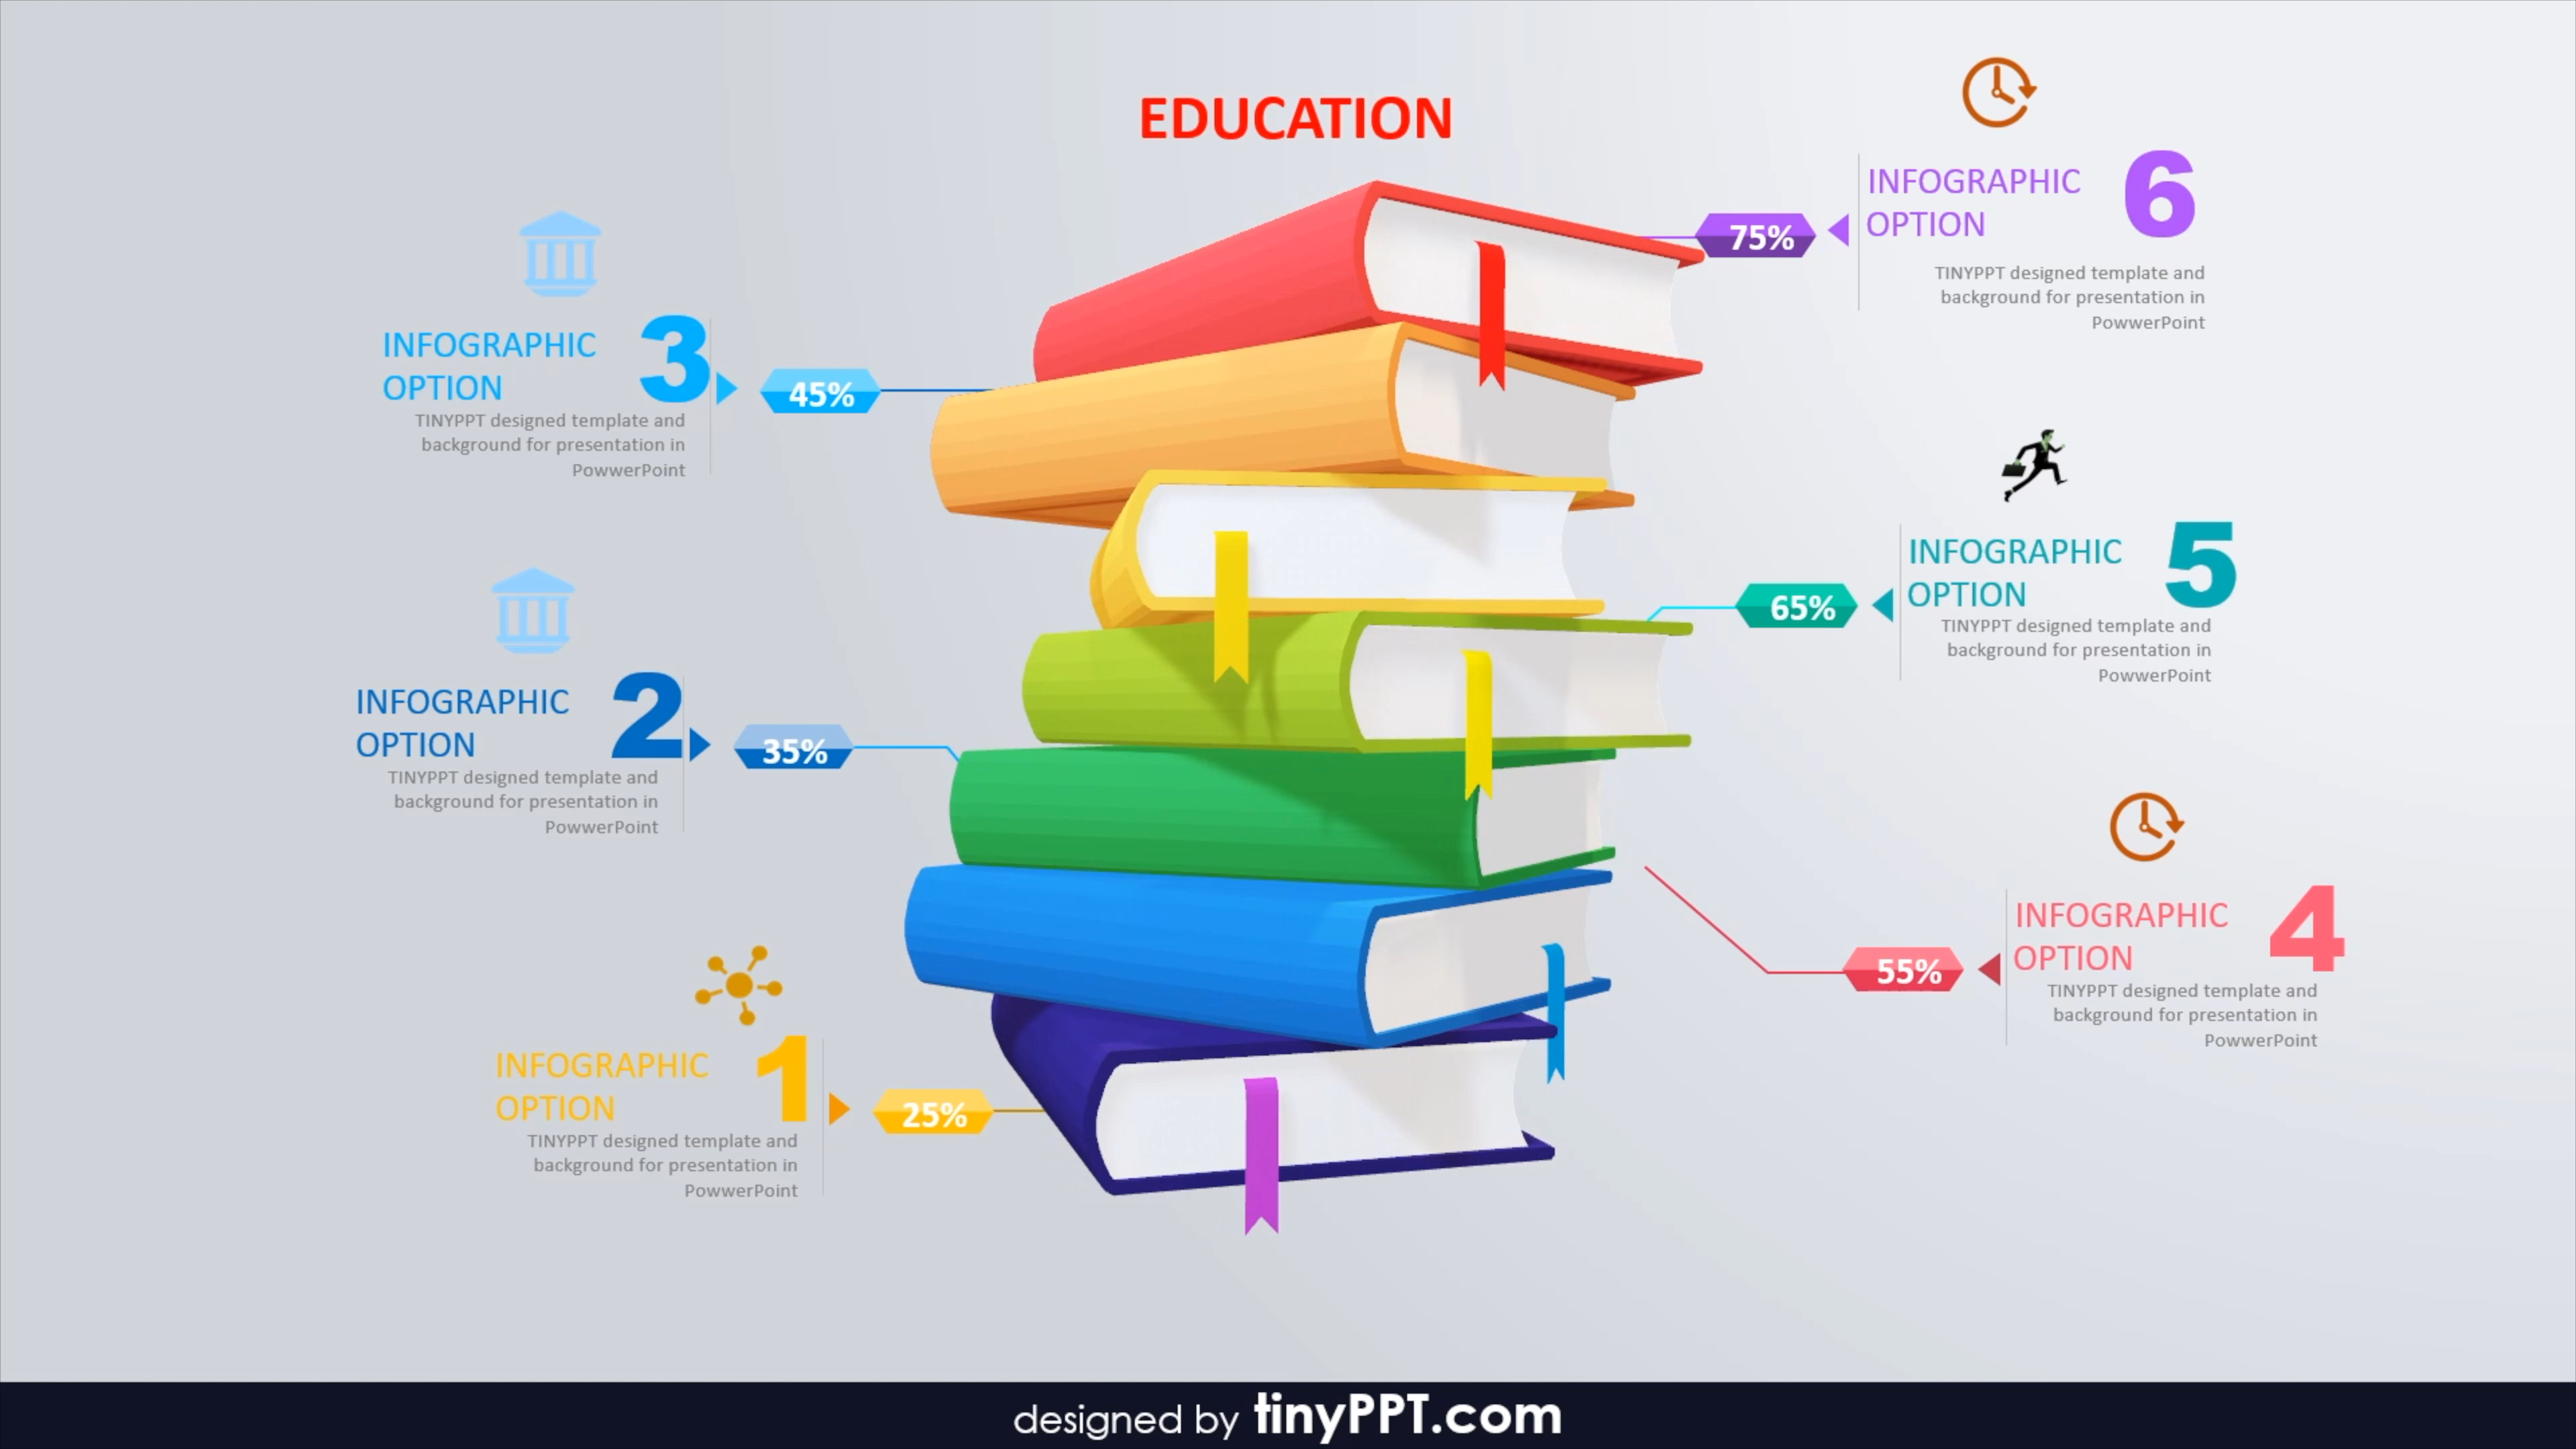 EDUCATION
INFOGRAPHIC
OPTION
3
TINYPPT designed template and
background for presentation in
PowwerPoint
45%
INFOGRAPHIC
OPTION
2
TINYPPT designed template and
background for presentation in
PowwerPoint
35%
INFOGRAPHIC
OPTION
1
TINYPPT designed template and
background for presentation in
PowwerPoint
25%
75%
INFOGRAPHIC
OPTION
6
TINYPPT designed template and
background for presentation in
PowwerPoint
65%
INFOGRAPHIC
OPTION
5
TINYPPT designed template and
background for presentation in
PowwerPoint
55%
INFOGRAPHIC
OPTION
4
TINYPPT designed template and
background for presentation in
PowwerPoint
designed by tinyPPT.com